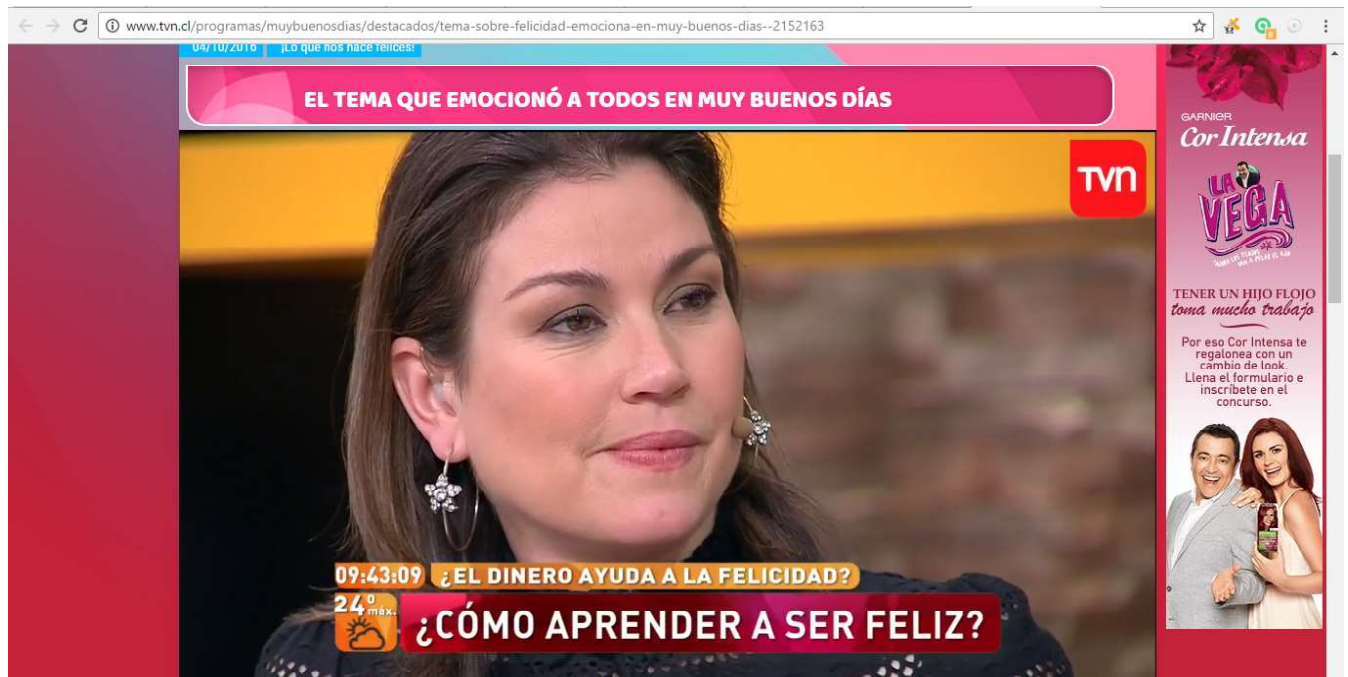 www.tvn.cl/programas/muybuenosdias/destacados/tema-sobre-felicidad-emociona-en-muy-buenos-dias--2152163
04/10/2016 ¡Lo que nos hace felices!
EL TEMA QUE EMOCIONÓ A TODOS EN MUY BUENOS DÍAS
TVN
09:43:09 ¿EL DINERO AYUDA A LA FELICIDAD?
24° máx.
¿CÓMO APRENDER A SER FELIZ?
GARNIER
Cor Intensa
LA
VEGA
TENER UN HIJO FLOJO
toma mucho trabajo
Por eso Cor Intensa te
regalonea con un
cambio de look.
Llena el formulario e
inscríbete en el
concurso.